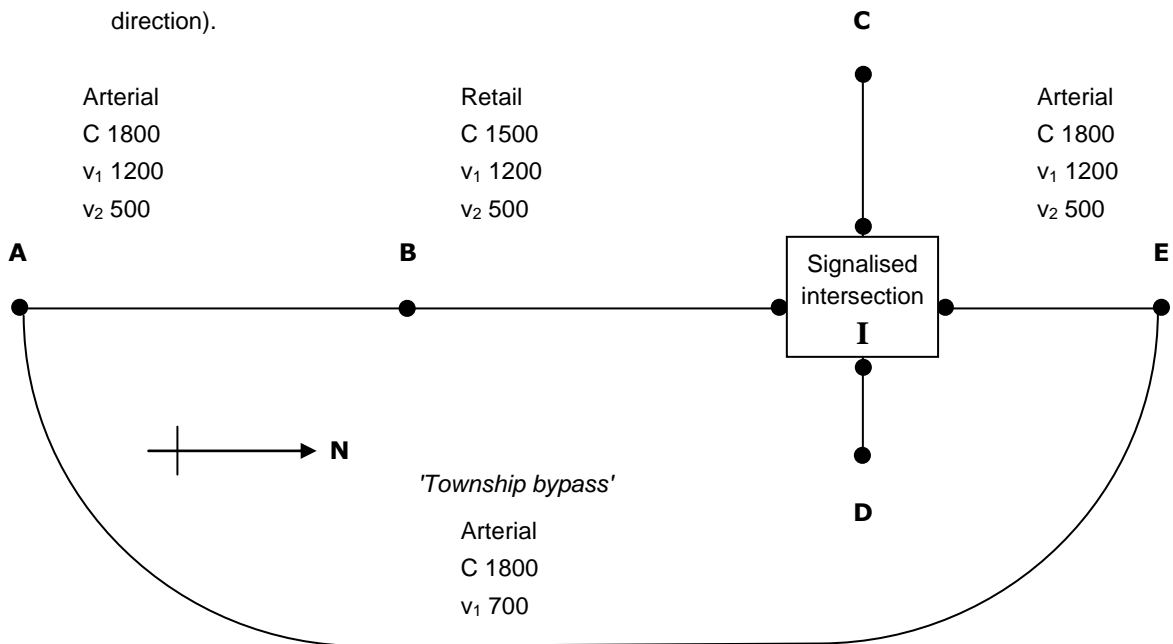 direction).
C
Arterial
C 1800
v₁ 1200
v₂ 500
Retail
C 1500
v₁ 1200
v₂ 500
Arterial
C 1800
v₁ 1200
v₂ 500
A
B
Signalised
intersection
I
E
N
'Township bypass'
Arterial
C 1800
v₁ 700
D